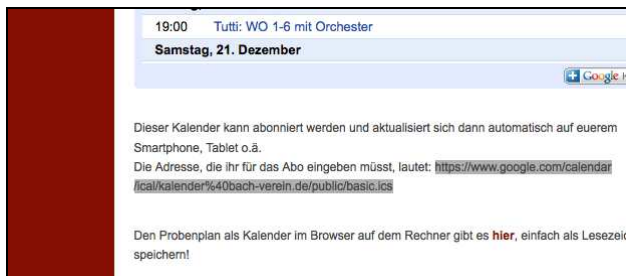 19:00 Tutti: WO 1-6 mit Orchester
Samstag, 21. Dezember
Google
Dieser Kalender kann abonniert werden und aktualisiert sich dann automatisch auf euerem
Smartphone, Tablet o.ä.
Die Adresse, die ihr für das Abo eingeben müsst, lautet: https://www.google.com/calendar
/ical/kalender%40bach-verein.de/public/basic.ics
Den Probenplan als Kalender im Browser auf dem Rechner gibt es hier, einfach als Lesezei
speichern!